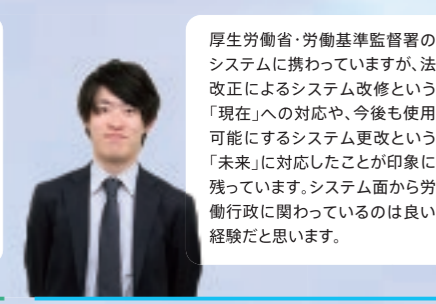 厚生労働省・労働基準監督署の
システムに携わっていますが、法
改正によるシステム改修という
「現在」への対応や、今後も使用
可能にするシステム更改という
「未来」に対応したことが印象に
残っています。システム面から労
働行政に関わっているのは良い
経験だと思います。